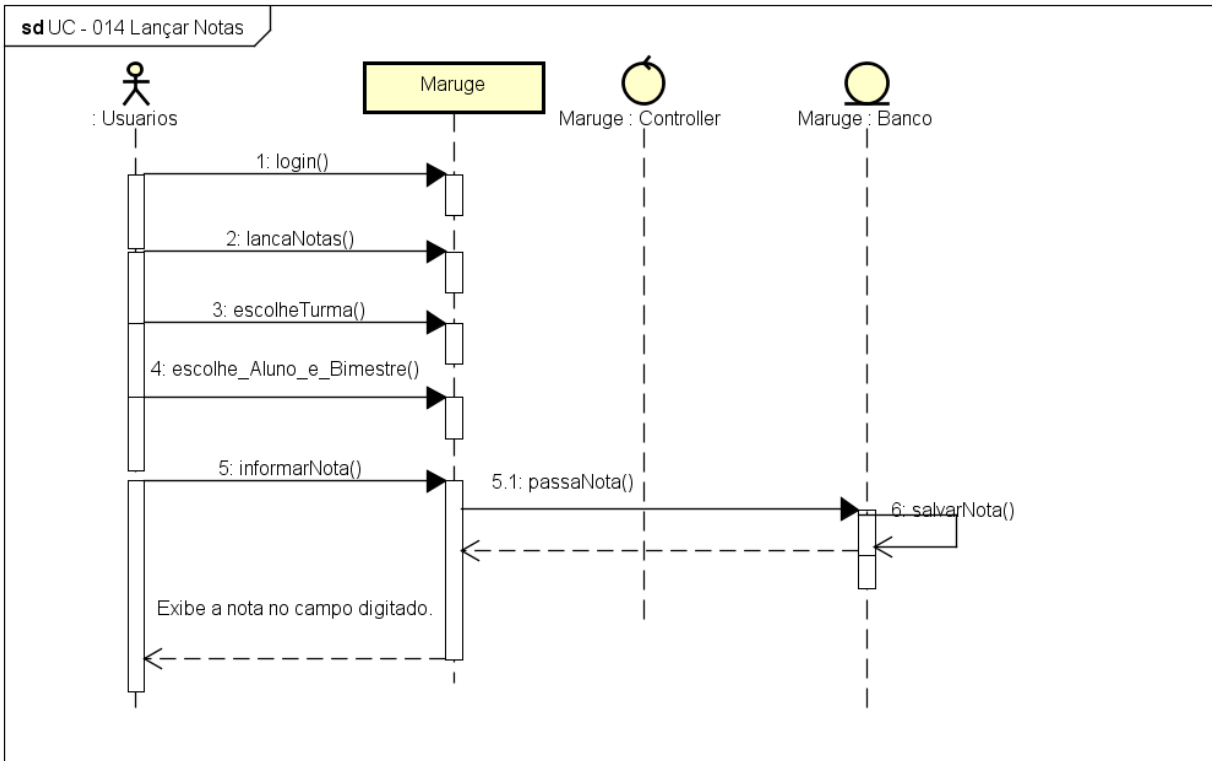 sd UC - 014 Lançar Notas
: Usuarios
Maruge
Maruge : Controller
Maruge : Banco
1: login()
2: lancaNotas()
3: escolheTurma()
4: escolhe_Aluno_e_Bimestre()
5: informarNota()
5.1: passaNota()
6: salvarNota()
Exibe a nota no campo digitado.